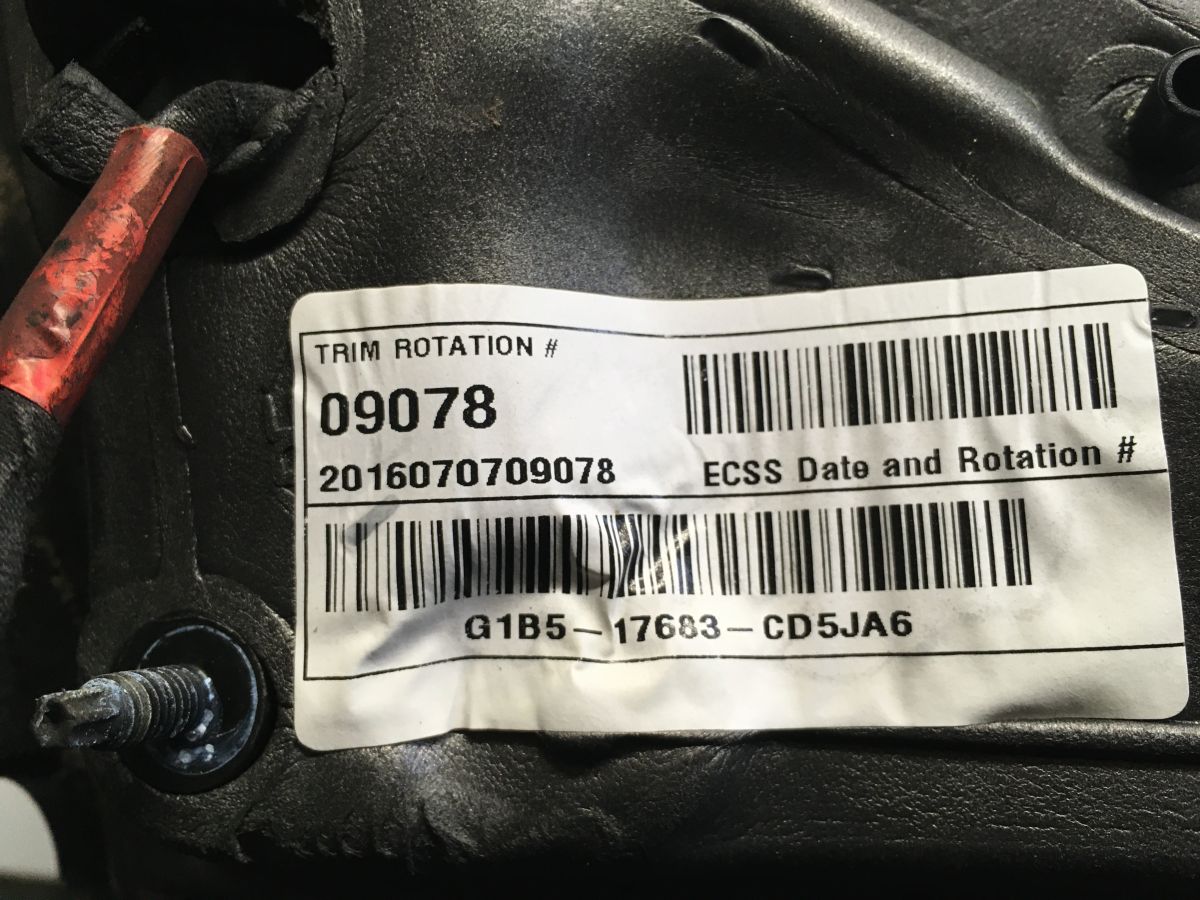 TRIM ROTATION #
09078
2016070709078
ECSS Date and Rotation #
G1B5-17683-CD5JA6